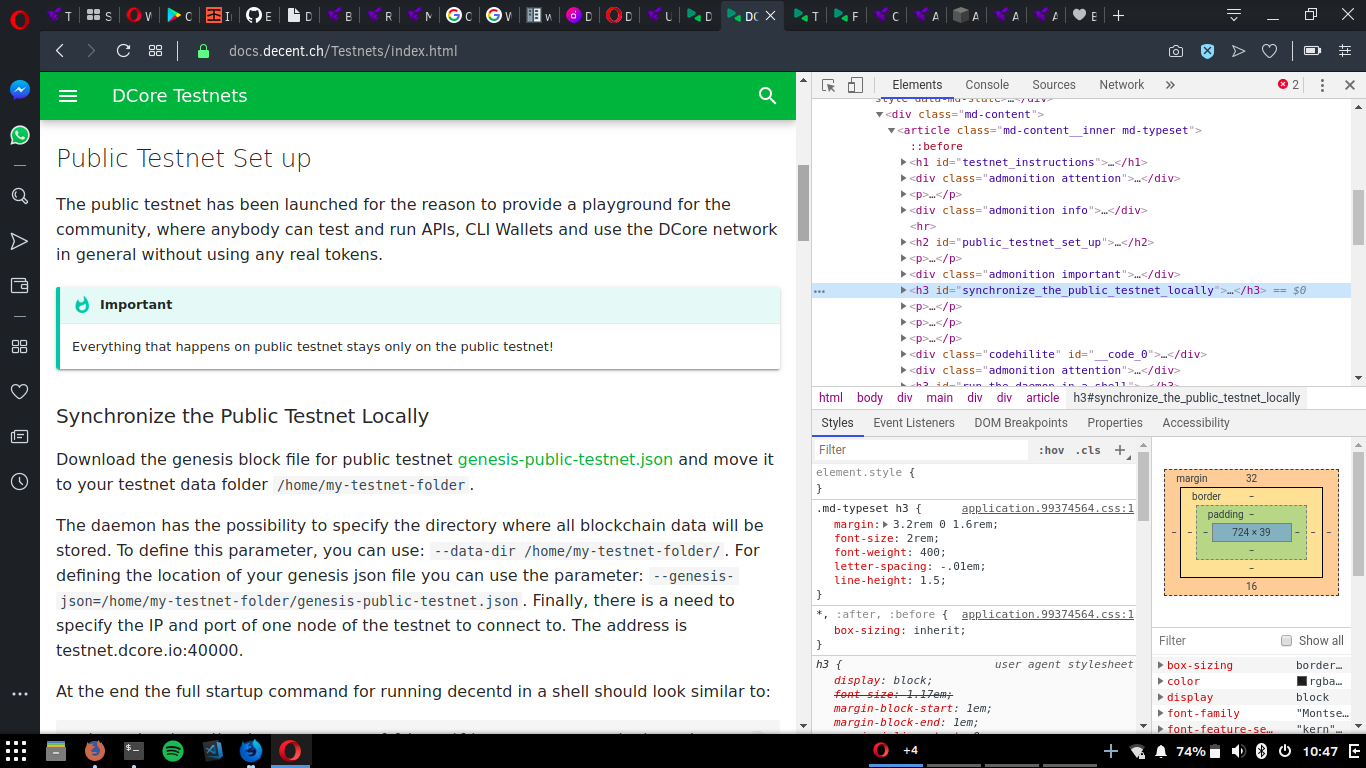 docs.decent.ch/Testnets/index.html
DCore Testnets
Public Testnet Set up
The public testnet has been launched for the reason to provide a playground for the
community, where anybody can test and run APIs, CLI Wallets and use the DCore network
in general without using any real tokens.
Important
Everything that happens on public testnet stays only on the public testnet!
Synchronize the Public Testnet Locally
Download the genesis block file for public testnet genesis-public-testnet.json and move it
to your testnet data folder /home/my-testnet-folder.
The daemon has the possibility to specify the directory where all blockchain data will be
stored. To define this parameter, you can use: --data-dir /home/my-testnet-folder/. For
defining the location of your genesis json file you can use the parameter: --genesis-
json=/home/my-testnet-folder/genesis-public-testnet.json. Finally, there is a need to
specify the IP and port of one node of the testnet to connect to. The address is
testnet.dcore.io:40000.
At the end the full startup command for running decentd in a shell should look similar to:
Elements Console Sources Network » 2
style data-md-state>…</div>
<div class="md-content">
<article class="md-content__inner md-typeset">
::before
<h1 id="testnet_instructions">…</h1>
<div class="admonition attention">…</div>
<p>…</p>
<div class="admonition info">…</div>
<hr>
<h2 id="public_testnet_set_up">…</h2>
<p>…</p>
<div class="admonition important">…</div>
<h3 id="synchronize_the_public_testnet_locally">…</h3> == $0
<p>…</p>
<p>…</p>
<p>…</p>
<div class="codehilite" id="__code_0">…</div>
<div class="admonition attention">…</div>
<h3 id="run_the_daemon_in_a_shell">…</h3>
html body div main div div article h3#synchronize_the_public_testnet_locally
Styles Event Listeners DOM Breakpoints Properties Accessibility
Filter :hov .cls +
element.style {
}
.md-typeset h3 { application.99374564.css:1
margin: 3.2rem 0 1.6rem;
font-size: 2rem;
font-weight: 400;
letter-spacing: -.01em;
line-height: 1.5;
}
*, :after, :before { application.99374564.css:1
box-sizing: inherit;
}
h3 { user agent stylesheet
display: block;
font-size: 1.17em;
margin-block-start: 1em;
margin-block-end: 1em;
margin 32
border –
padding –
– – – 724 × 39 – – –
–
–
16
Filter Show all
box-sizing border…
color rgba…
display block
font-family "Montse…
font-feature-se… "kern"
+4
74%
10:47